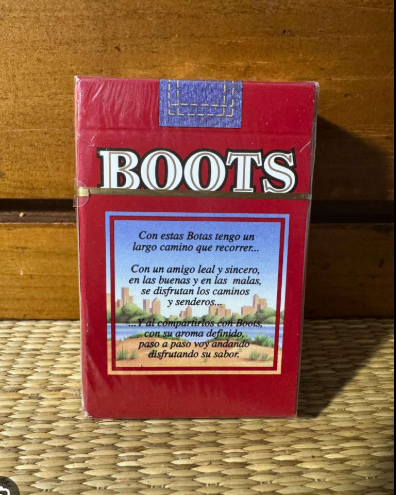 BOOTS
Con estas Botas tengo un
largo camino que recorrer...
Con un amigo leal y sincero,
en las buenas y en las malas,
se disfrutan los caminos
y senderos...
...Y al compartirlos con Boots,
con su aroma definido,
paso a paso voy andando
disfrutando su sabor.